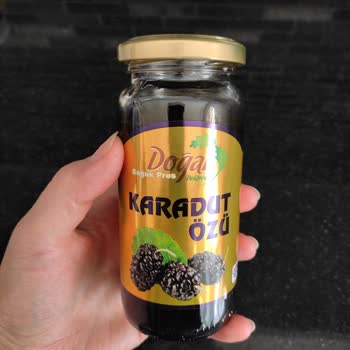 Doğal
Soğuk Pres
KARADUT
ÖZÜ